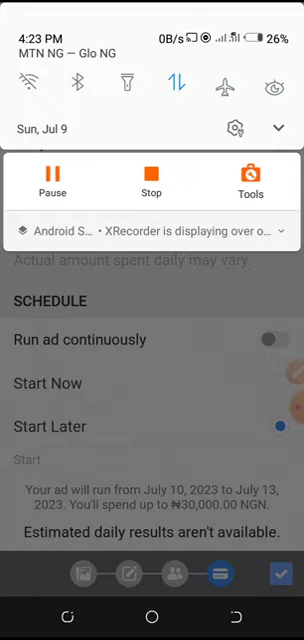 4:23 PM 0B/s 26%
MTN NG — Glo NG
Sun, Jul 9
Pause Stop Tools
Android S... • XRecorder is displaying over o...
Actual amount spent daily may vary.
SCHEDULE
Run ad continuously
Start Now
Start Later
Start
Your ad will run from July 10, 2023 to July 13,
2023. You'll spend up to ₦30,000.00 NGN.
Estimated daily results aren't available.